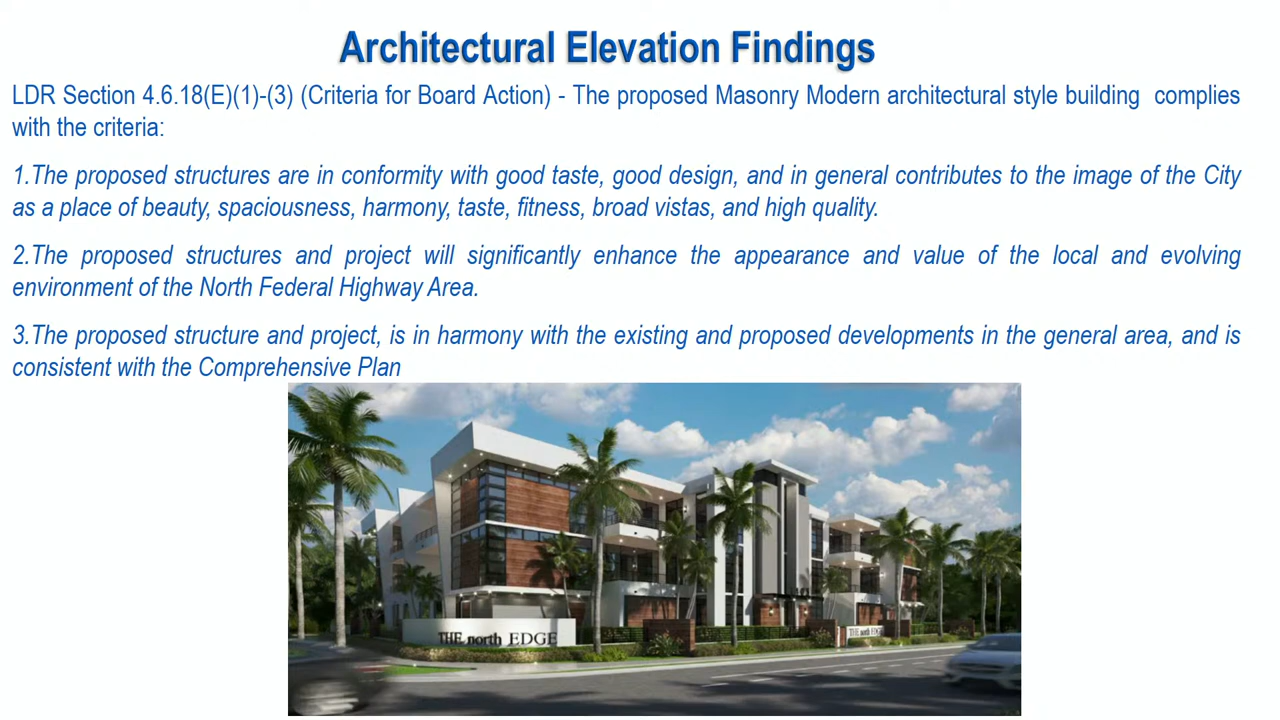 Architectural Elevation Findings
LDR Section 4.6.18(E)(1)-(3) (Criteria for Board Action) - The proposed Masonry Modern architectural style building complies
with the criteria:
1.The proposed structures are in conformity with good taste, good design, and in general contributes to the image of the City
as a place of beauty, spaciousness, harmony, taste, fitness, broad vistas, and high quality.
2.The proposed structures and project will significantly enhance the appearance and value of the local and evolving
environment of the North Federal Highway Area.
3.The proposed structure and project, is in harmony with the existing and proposed developments in the general area, and is
consistent with the Comprehensive Plan
THE north EDGE
THE north EDGE